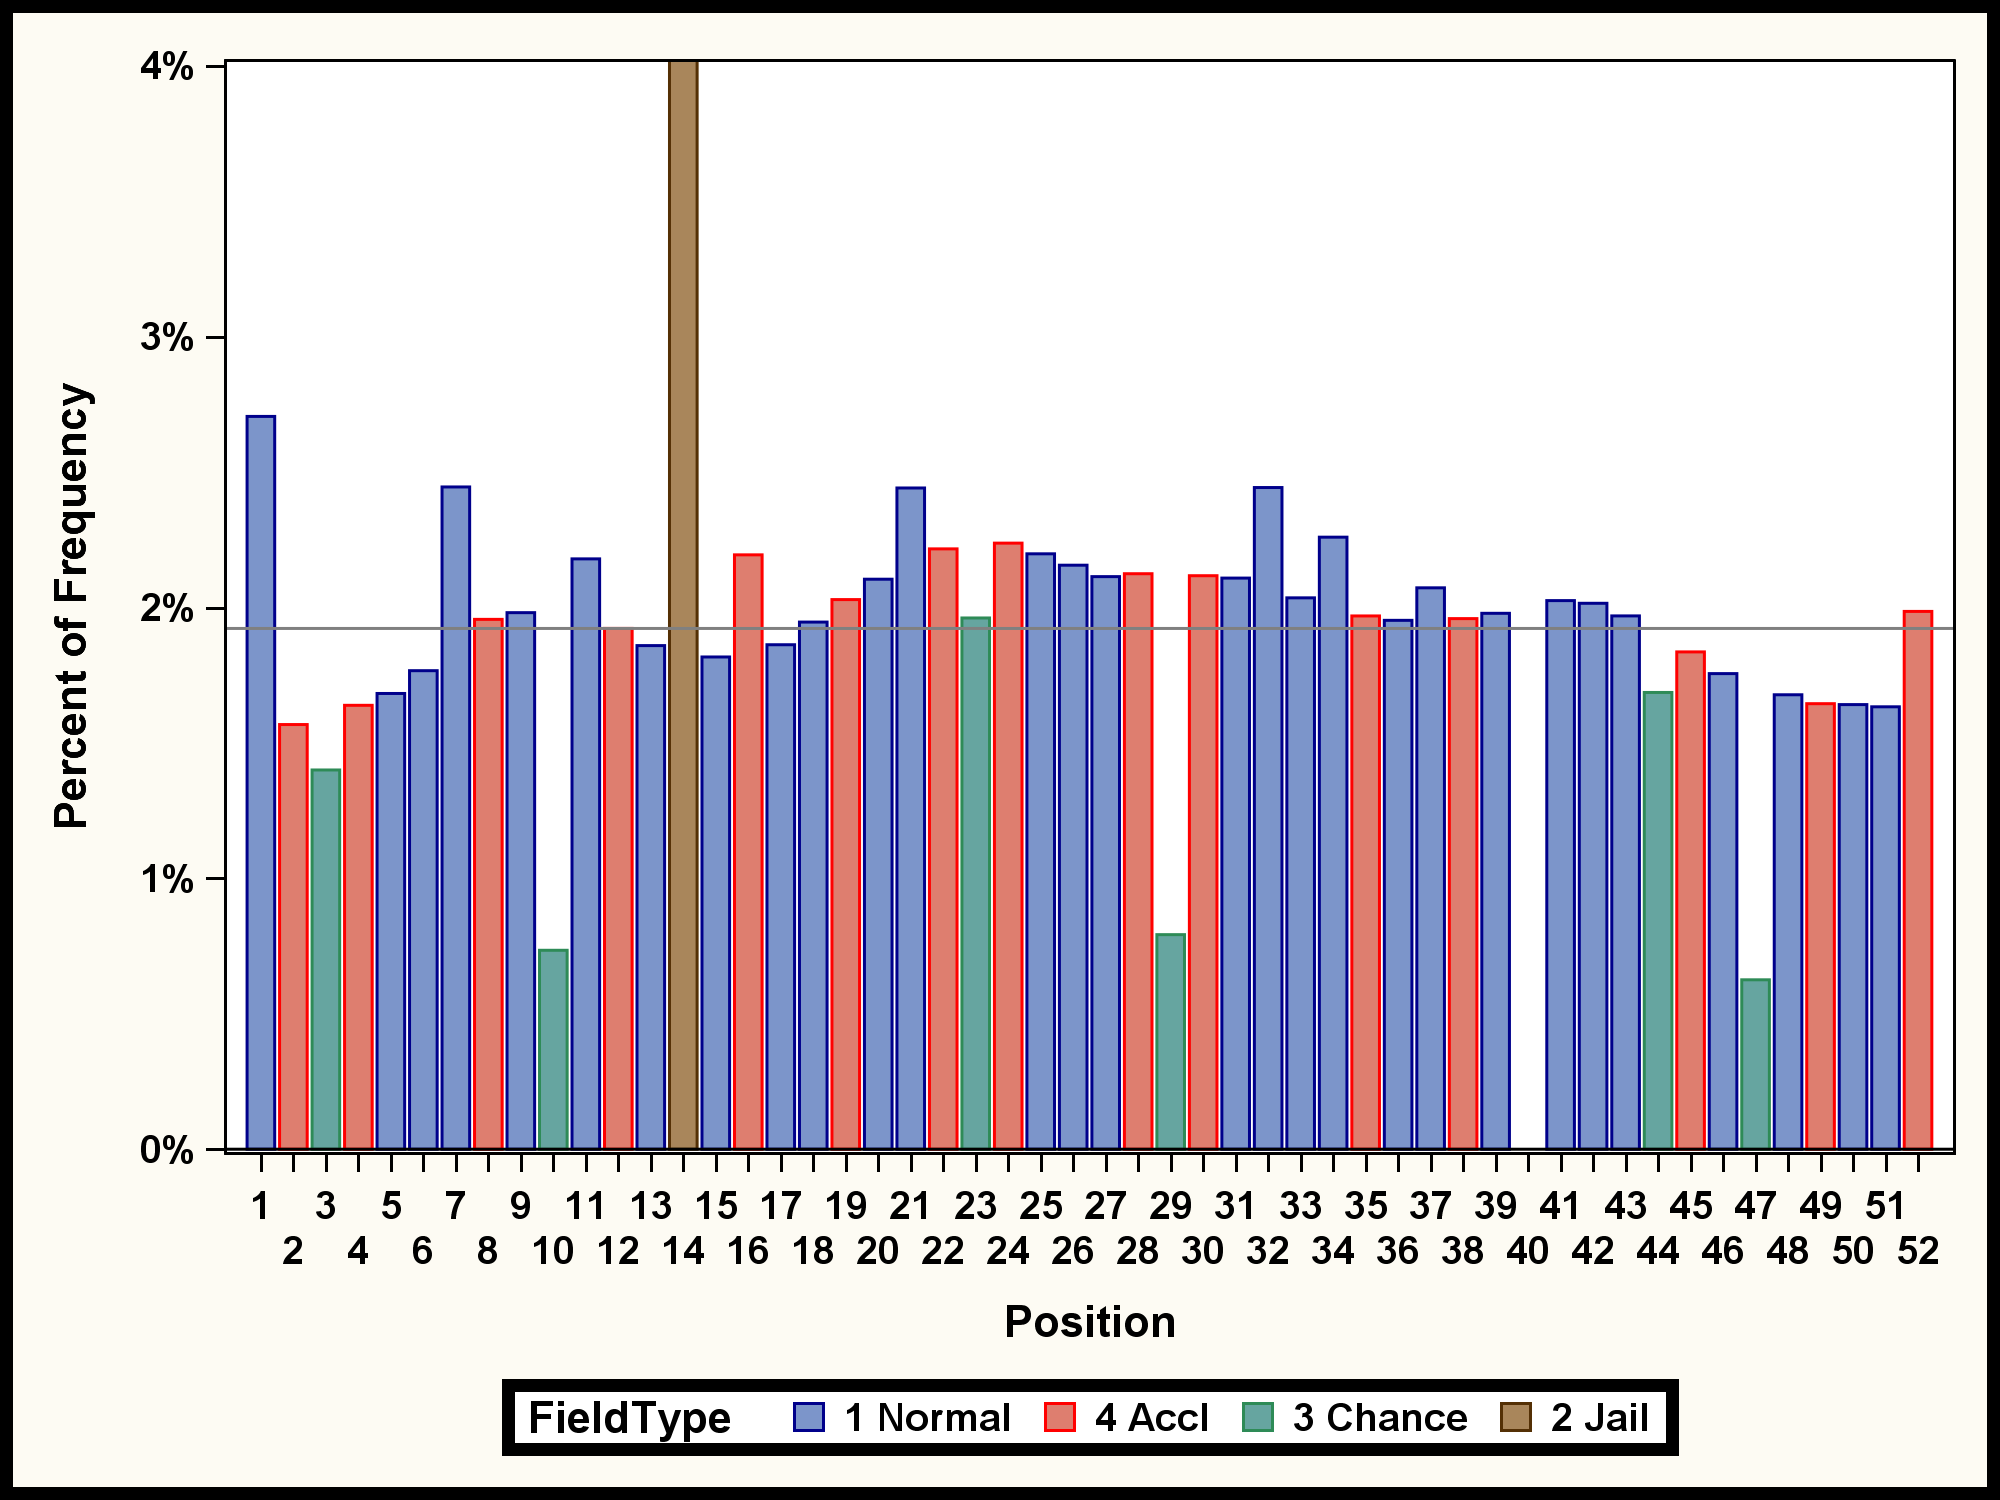 4%
3%
2%
1%
0%
Percent of Frequency
1 3 5 7 9 11 13 15 17 19 21 23 25 27 29 31 33 35 37 39 41 43 45 47 49 51
2 4 6 8 10 12 14 16 18 20 22 24 26 28 30 32 34 36 38 40 42 44 46 48 50 52
Position
FieldType 1 Normal 4 Accl 3 Chance 2 Jail